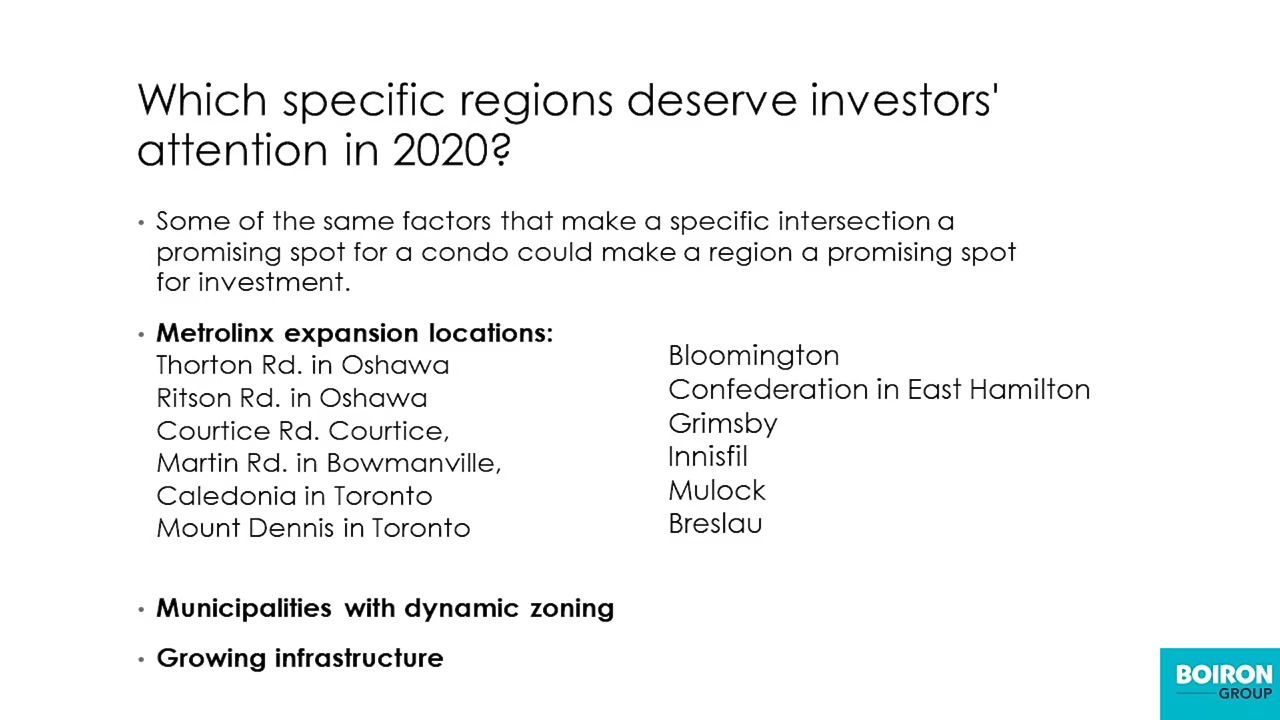 Which specific regions deserve investors'
attention in 2020?
• Some of the same factors that make a specific intersection a
promising spot for a condo could make a region a promising spot
for investment.
• Metrolinx expansion locations:
Thorton Rd. in Oshawa
Ritson Rd. in Oshawa
Courtice Rd. Courtice,
Martin Rd. in Bowmanville,
Caledonia in Toronto
Mount Dennis in Toronto
Bloomington
Confederation in East Hamilton
Grimsby
Innisfil
Mulock
Breslau
• Municipalities with dynamic zoning
• Growing infrastructure
BOIRON
GROUP